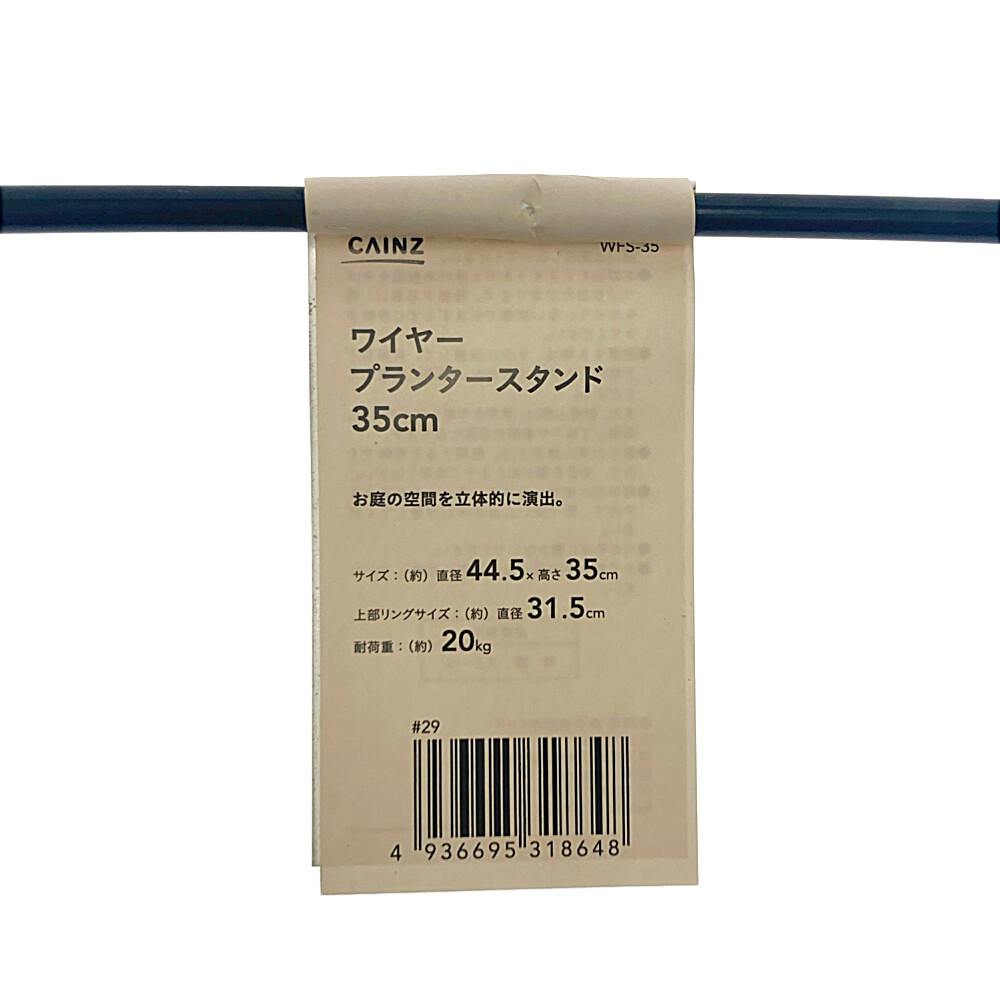 CAINZ
WFS-35
ワイヤー
プランタースタンド
35cm
お庭の空間を立体的に演出。
サイズ：（約）直径44.5×高さ35cm
上部リングサイズ：（約）直径31.5cm
耐荷重：（約）20kg
#29
4 936695 318648